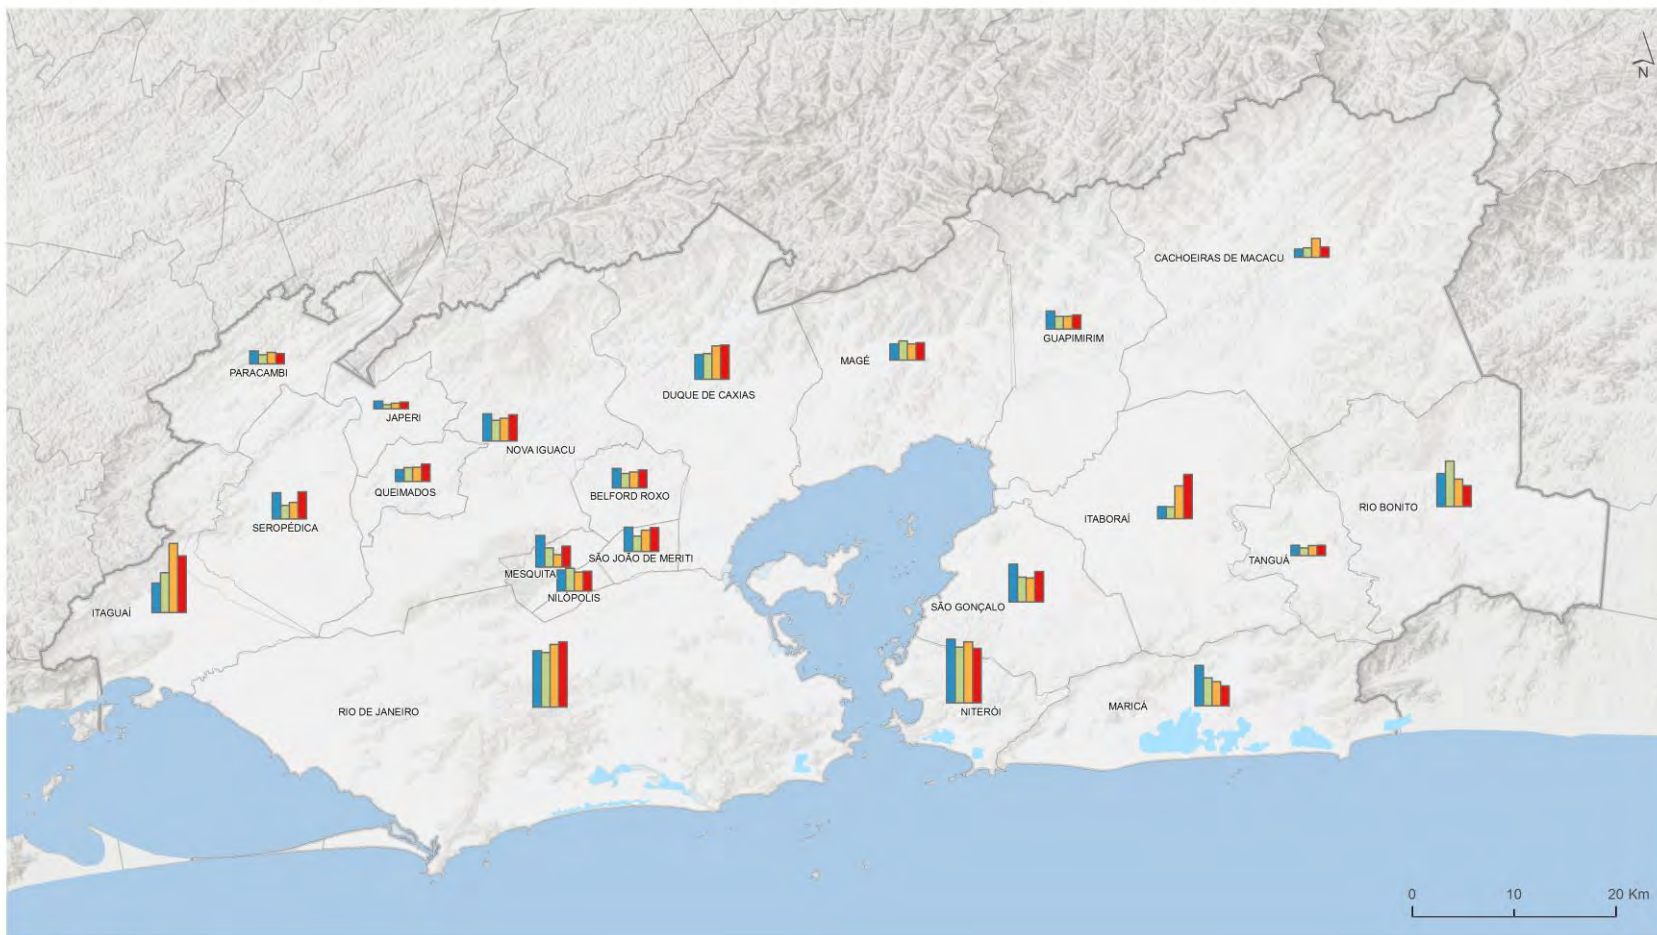 N
CACHOEIRAS DE MACACU
GUAPIMIRIM
MAGÉ
PARACAMBI
DUQUE DE CAXIAS
JAPERI
NOVA IGUACU
QUEIMADOS
BELFORD ROXO
RIO BONITO
ITABORAÍ
SEROPÉDICA
SÃO JOÃO DE MERITI
TANGUÁ
MESQUITA
NILÓPOLIS
SÃO GONÇALO
ITAGUAÍ
RIO DE JANEIRO
NITERÓI
MARICÁ
0 10 20 Km